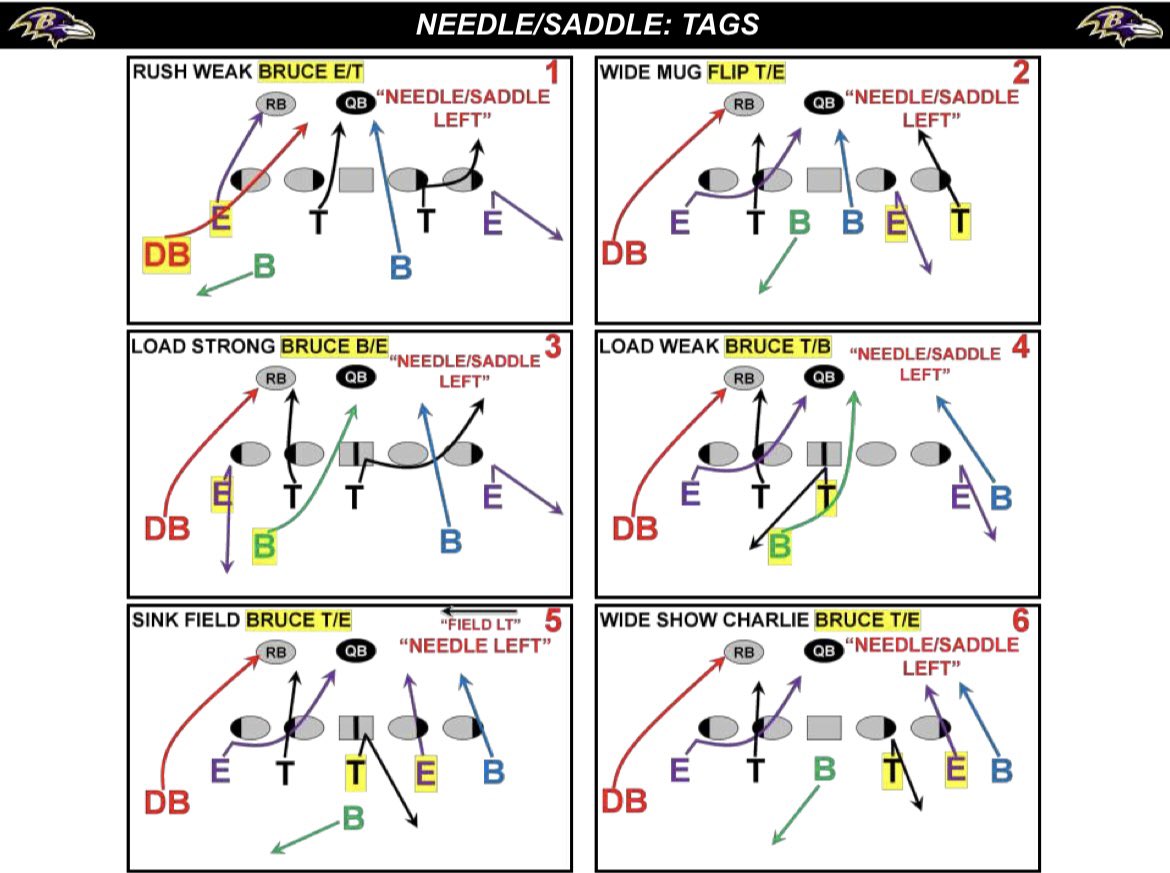 NEEDLE/SADDLE: TAGS
RUSH WEAK BRUCE E/T 1
RB QB "NEEDLE/SADDLE
LEFT"
E T T E
DB B B
WIDE MUG FLIP T/E 2
RB QB "NEEDLE/SADDLE
LEFT"
E T B B E T
DB
LOAD STRONG BRUCE B/E 3
"NEEDLE/SADDLE
RB QB LEFT"
E T T E
DB B B
LOAD WEAK BRUCE T/B 4
"NEEDLE/SADDLE
RB QB LEFT"
E T T E B
DB B
SINK FIELD BRUCE T/E 5
"FIELD LT"
RB QB "NEEDLE LEFT"
E T T E B
DB B
WIDE SHOW CHARLIE BRUCE T/E 6
RB QB "NEEDLE/SADDLE
LEFT"
E T B T E B
DB